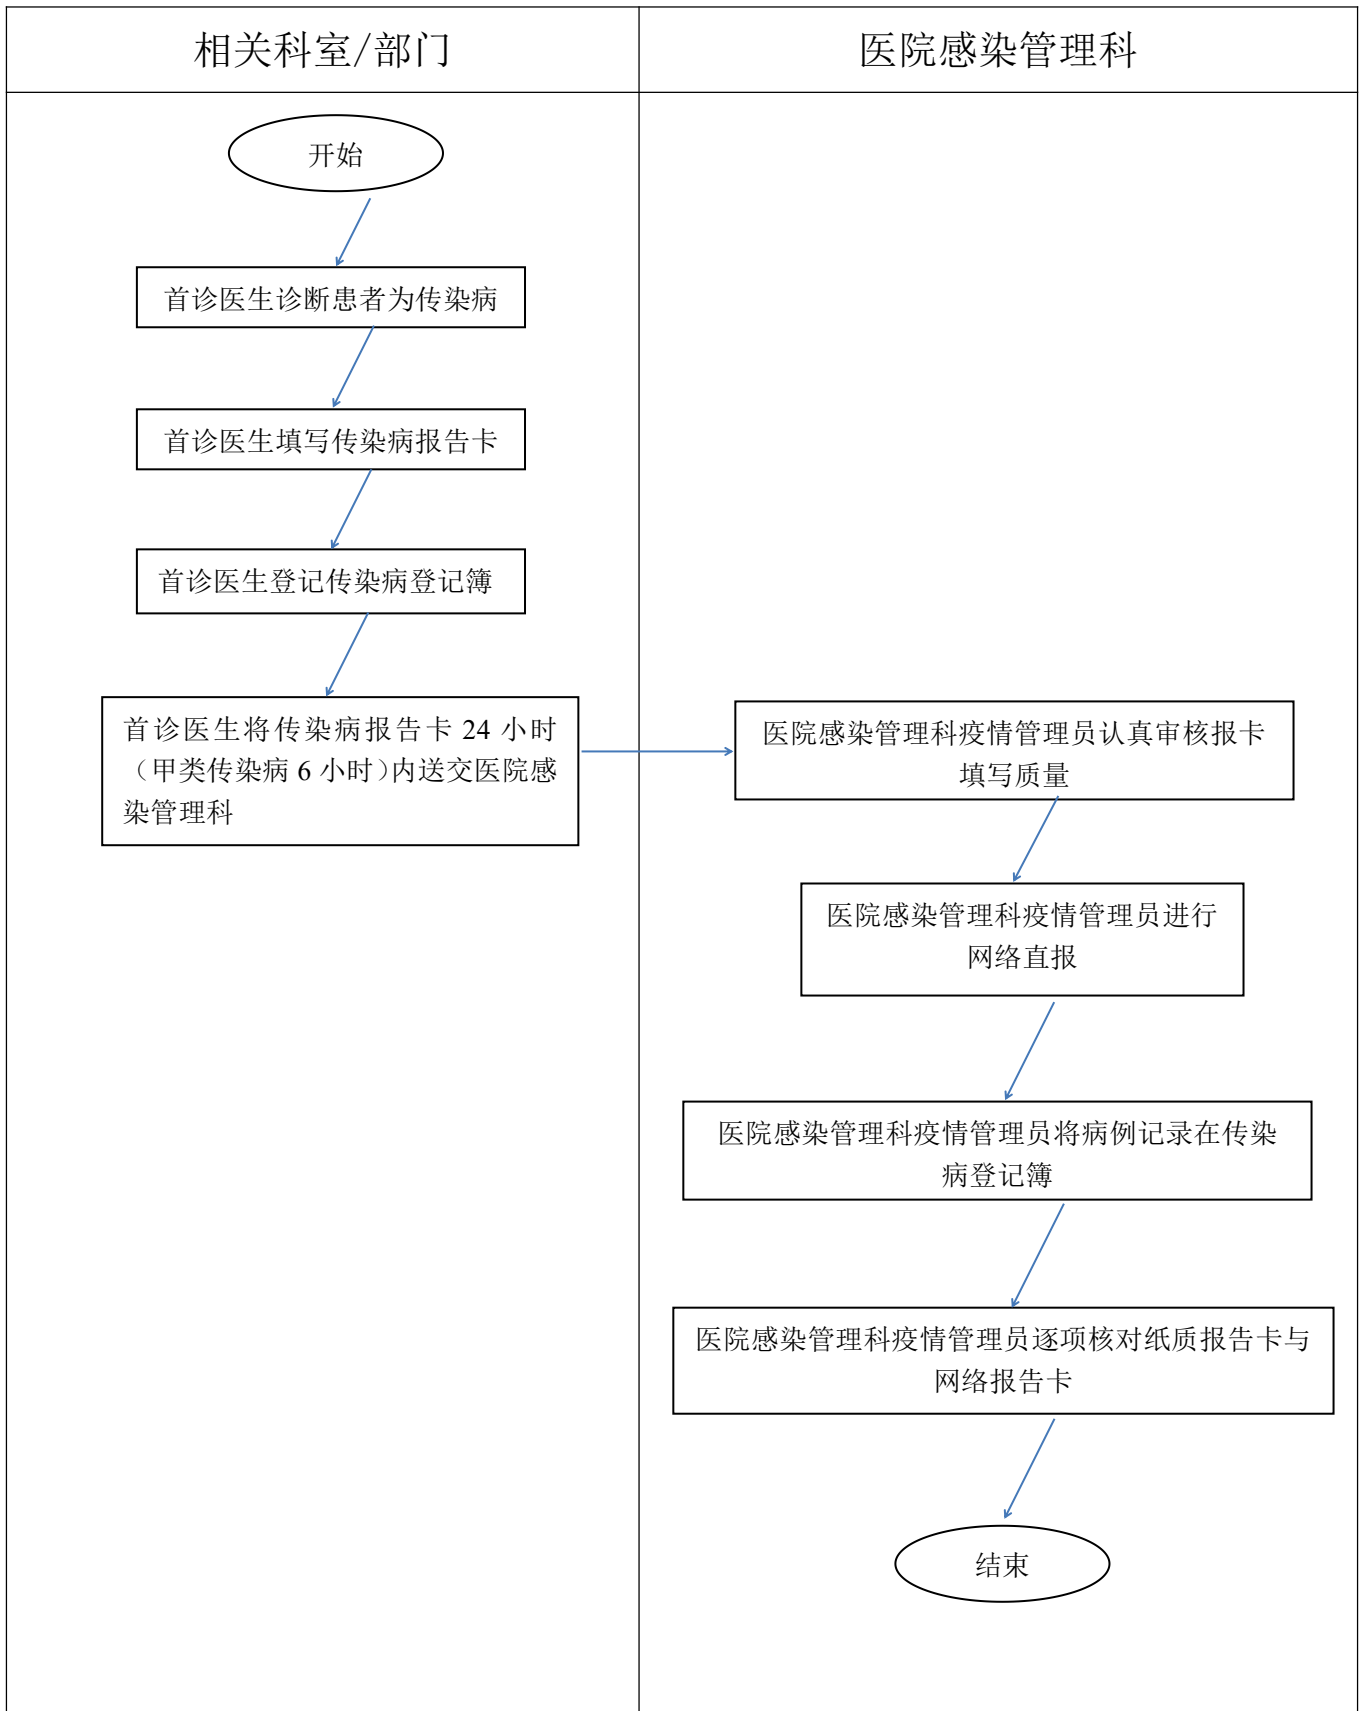 相关科室/部门
医院感染管理科
开始
首诊医生诊断患者为传染病
首诊医生填写传染病报告卡
首诊医生登记传染病登记簿
首诊医生将传染病报告卡 24 小时
（甲类传染病 6 小时）内送交医院感
染管理科
医院感染管理科疫情管理员认真审核报卡
填写质量
医院感染管理科疫情管理员进行
网络直报
医院感染管理科疫情管理员将病例记录在传染
病登记簿
医院感染管理科疫情管理员逐项核对纸质报告卡与
网络报告卡
结束